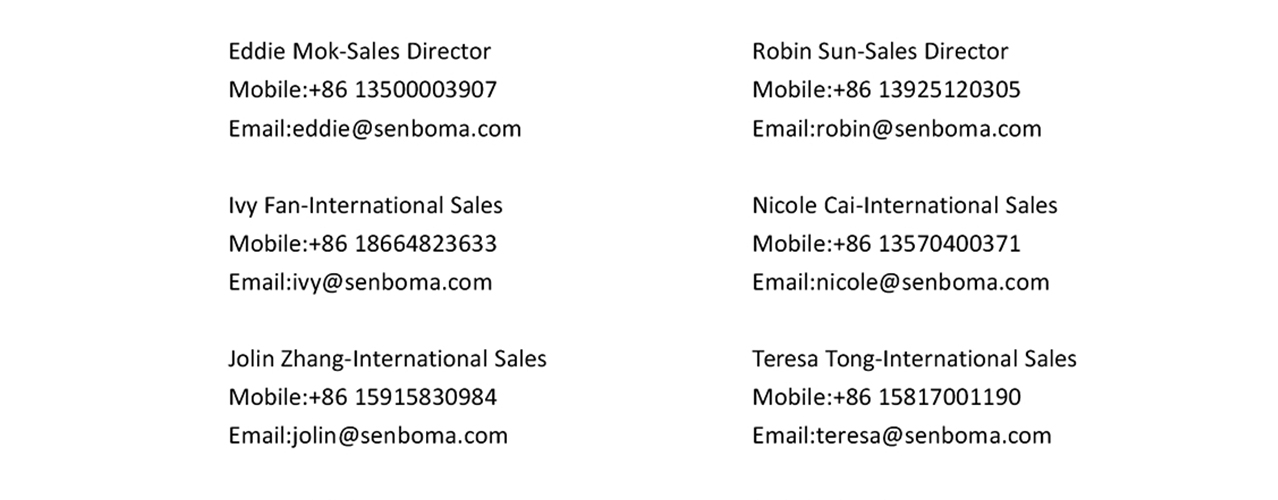 Eddie Mok-Sales Director
Mobile:+86 13500003907
Email:eddie@senboma.com
Robin Sun-Sales Director
Mobile:+86 13925120305
Email:robin@senboma.com
Ivy Fan-International Sales
Mobile:+86 18664823633
Email:ivy@senboma.com
Nicole Cai-International Sales
Mobile:+86 13570400371
Email:nicole@senboma.com
Jolin Zhang-International Sales
Mobile:+86 15915830984
Email:jolin@senboma.com
Teresa Tong-International Sales
Mobile:+86 15817001190
Email:teresa@senboma.com